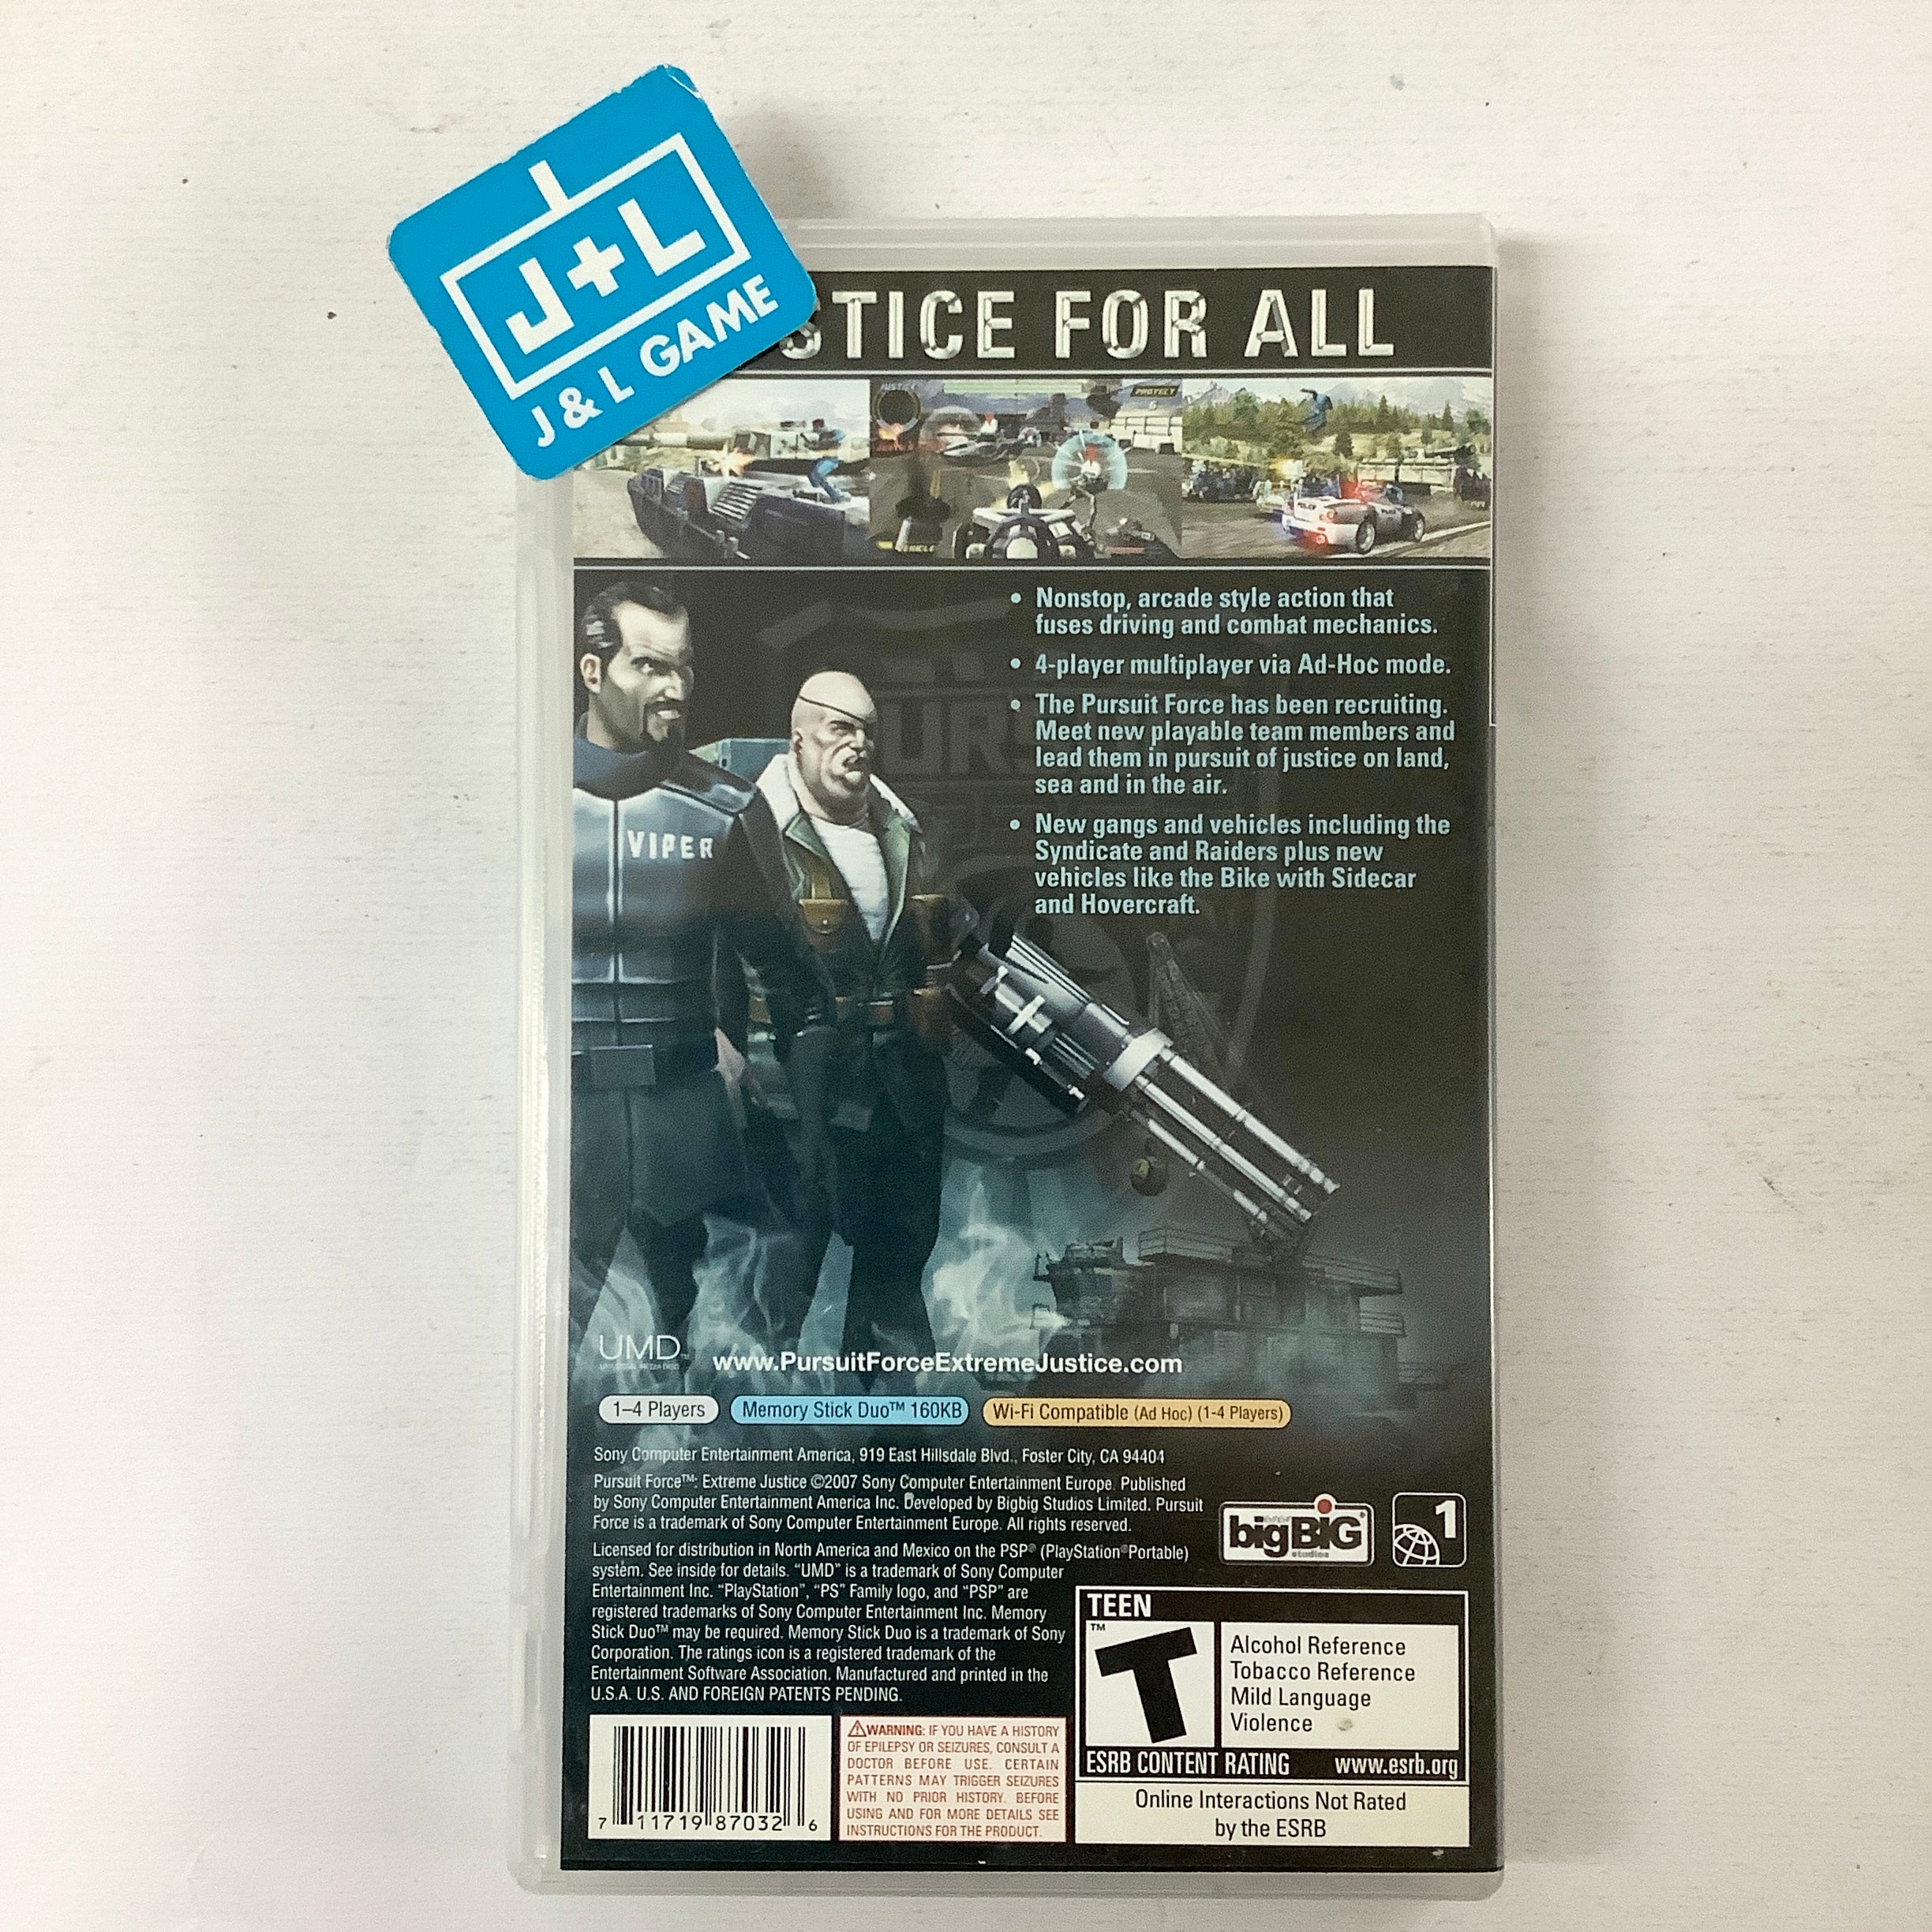 J+L
J & L GAME
STICE FOR ALL
JUSTICE
PROTECT
6
POLICE
• Nonstop, arcade style action that
fuses driving and combat mechanics.
• 4-player multiplayer via Ad-Hoc mode.
• The Pursuit Force has been recruiting.
Meet new playable team members and
lead them in pursuit of justice on land,
sea and in the air.
• New gangs and vehicles including the
Syndicate and Raiders plus new
vehicles like the Bike with Sidecar
and Hovercraft.
VIPER
UMD™
www.PursuitForceExtremeJustice.com
1–4 Players
Memory Stick Duo™ 160KB
Wi-Fi Compatible (Ad Hoc) (1-4 Players)
Sony Computer Entertainment America, 919 East Hillsdale Blvd., Foster City, CA 94404
Pursuit Force™: Extreme Justice ©2007 Sony Computer Entertainment Europe. Published
by Sony Computer Entertainment America Inc. Developed by Bigbig Studios Limited. Pursuit
Force is a trademark of Sony Computer Entertainment Europe. All rights reserved.
Licensed for distribution in North America and Mexico on the PSP® (PlayStation®Portable)
system. See inside for details. “UMD” is a trademark of Sony Computer
Entertainment Inc. “PlayStation”, “PS” Family logo, and “PSP” are
registered trademarks of Sony Computer Entertainment Inc. Memory
Stick Duo™ may be required. Memory Stick Duo is a trademark of Sony
Corporation. The ratings icon is a registered trademark of the
Entertainment Software Association. Manufactured and printed in the
U.S.A. U.S. AND FOREIGN PATENTS PENDING.
bigBIG®
studios
1
TEEN
™
T
Alcohol Reference
Tobacco Reference
Mild Language
Violence
ESRB CONTENT RATING www.esrb.org
Online Interactions Not Rated
by the ESRB
7 11719 87032 6
⚠WARNING: IF YOU HAVE A HISTORY
OF EPILEPSY OR SEIZURES, CONSULT A
DOCTOR BEFORE USE. CERTAIN
PATTERNS MAY TRIGGER SEIZURES
WITH NO PRIOR HISTORY. BEFORE
USING AND FOR MORE DETAILS SEE
INSTRUCTIONS FOR THE PRODUCT.